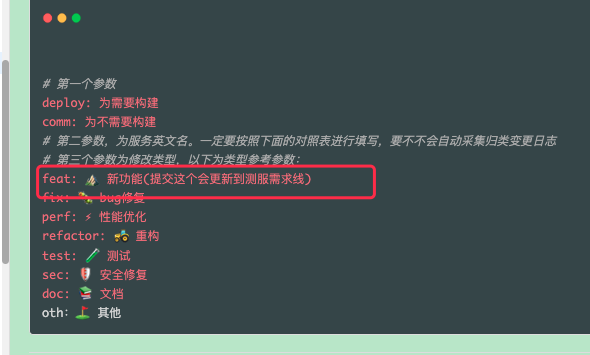 # 第一个参数
deploy: 为需要构建
comm: 为不需要构建
# 第二参数, 为服务英文名。一定要按照下面的对照表进行填写, 要不不会自动采集归类变更日志
# 第三个参数为修改类型, 以下为类型参考参数:
feat: 新功能(提交这个会更新到测服需求线)
fix: bug修复
perf: ⚡ 性能优化
refactor: 🚜 重构
test: 🧪 测试
sec: 安全修复
doc: 📚 文档
oth: ⛳ 其他